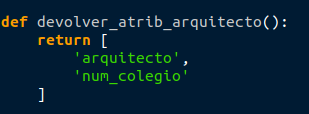 def devolver_atrib_arquitecto():
    return [
        'arquitecto',
        'num_colegio'
    ]